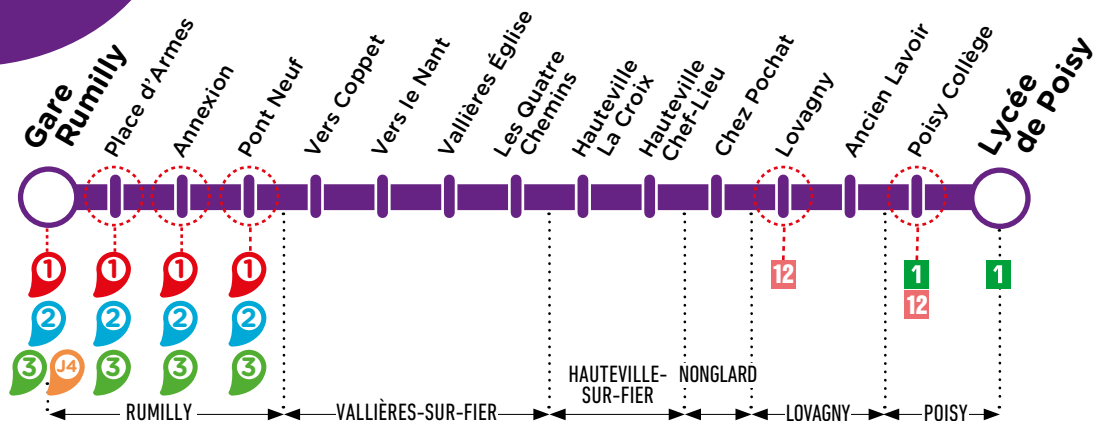 Gare
Rumilly
Place d'Armes
Annexion
Pont Neuf
Vers Coppet
Vers le Nant
Vallières Église
Les Quatre
Chemins
Hauteville
La Croix
Hauteville
Chef-Lieu
Chez Pochat
Lovagny
Ancien Lavoir
Poisy Collège
Lycée
de Poisy
1 1 1 1 12 1 1
2 2 2 2 12
3 J4 3 3 3
RUMILLY
VALLIÈRES-SUR-FIER
HAUTEVILLE-
SUR-FIER
NONGLARD
LOVAGNY
POISY